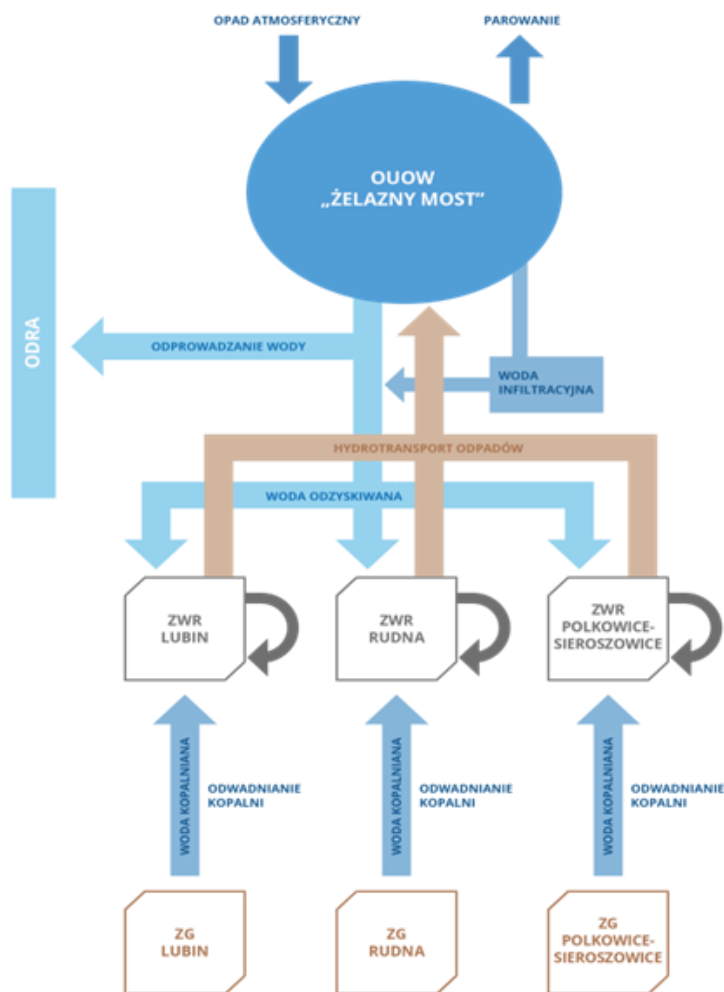 OPAD ATMOSFERYCZNY
PAROWANIE
OUOW
„ŻELAZNY MOST”
ODRA
ODPROWADZANIE WODY
WODA
INFILTRACYJNA
HYDROTRANSPORT ODPADÓW
WODA ODZYSKIWANA
ZWR
LUBIN
ZWR
RUDNA
ZWR
POLKOWICE-
SIEROSZOWICE
WODA KOPALNIANA
ODWADNIANIE
KOPALNI
WODA KOPALNIANA
ODWADNIANIE
KOPALNI
WODA KOPALNIANA
ODWADNIANIE
KOPALNI
ZG
LUBIN
ZG
RUDNA
ZG
POLKOWICE-
SIEROSZOWICE